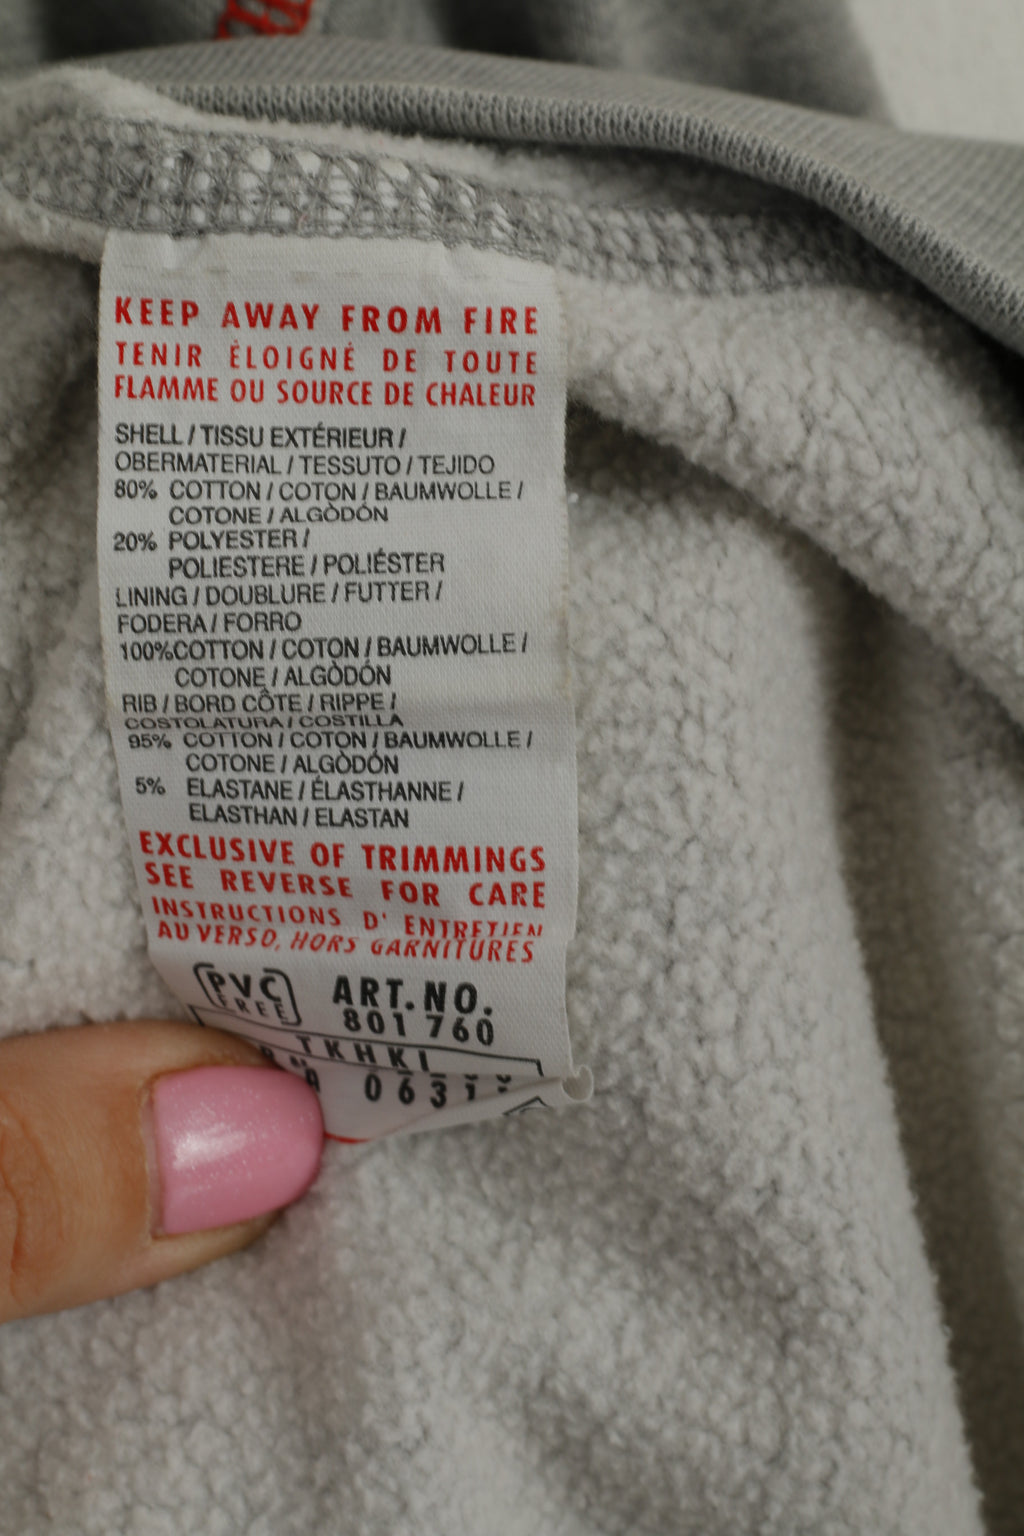 KEEP AWAY FROM FIRE
TENIR ÉLOIGNÉ DE TOUTE
FLAMME OU SOURCE DE CHALEUR
SHELL / TISSU EXTÉRIEUR /
OBERMATERIAL / TESSUTO / TEJIDO
80% COTTON / COTON / BAUMWOLLE /
COTONE / ALGÒDÓN
20% POLYESTER /
POLIESTERE / POLIÉSTER
LINING / DOUBLURE / FUTTER /
FODERA / FORRO
100%COTTON / COTON / BAUMWOLLE /
COTONE / ALGÒDÓN
RIB / BORD CÔTE / RIPPE /
COSTOLATURA / COSTILLA
95% COTTON / COTON / BAUMWOLLE /
COTONE / ALGÒDÓN
5% ELASTANE / ÉLASTHANNE /
ELASTHAN / ELASTAN
EXCLUSIVE OF TRIMMINGS
SEE REVERSE FOR CARE
INSTRUCTIONS D' ENTRETIEN
AU VERSO, HORS GARNITURES
PVC
FREE
ART.NO.
801 760
TKHKI